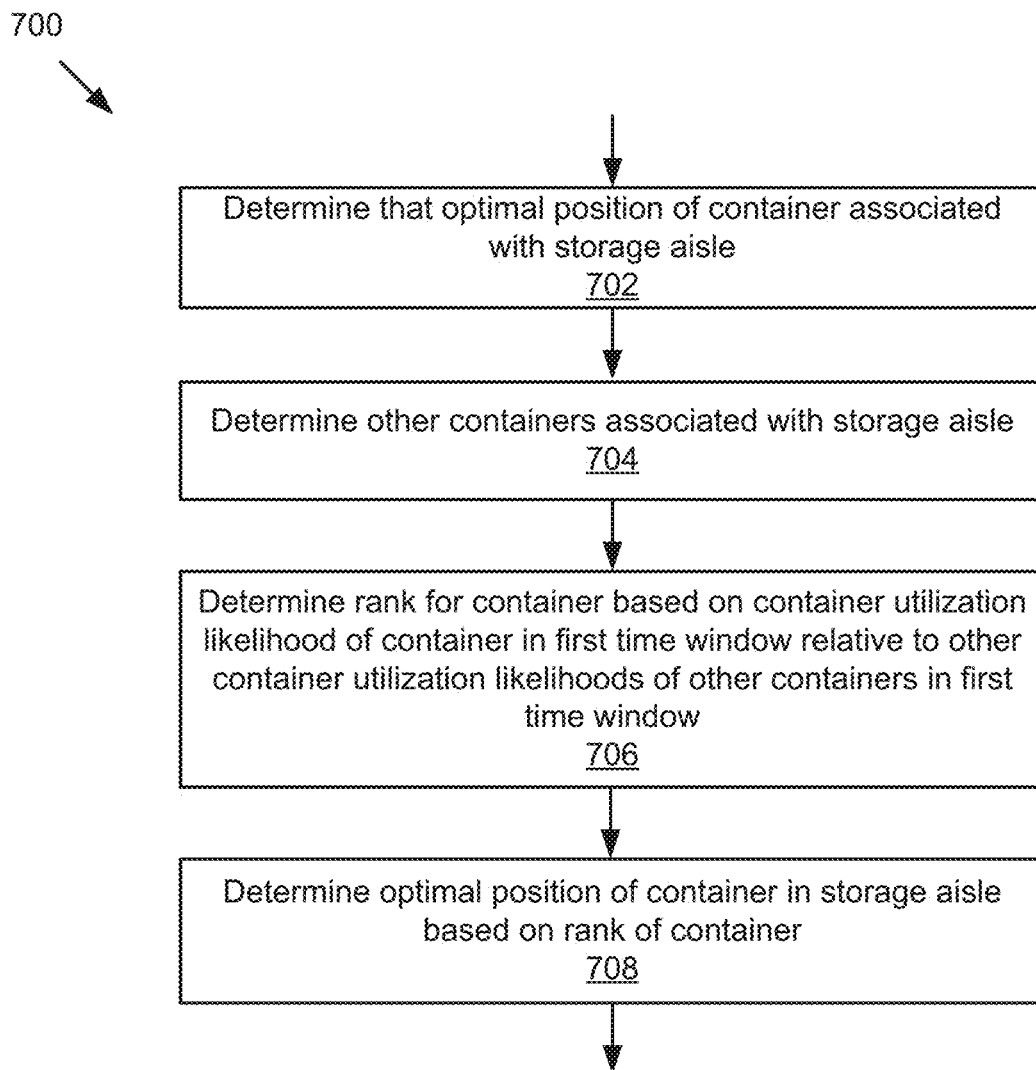 700
Determine that optimal position of container associated
with storage aisle
702
Determine other containers associated with storage aisle
704
Determine rank for container based on container utilization
likelihood of container in first time window relative to other
container utilization likelihoods of other containers in first
time window
706
Determine optimal position of container in storage aisle
based on rank of container
708